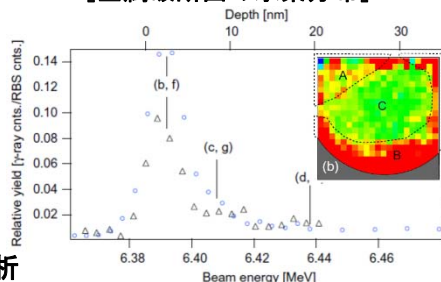 Depth [nm]
0 10 20 30
0.14
0.12
0.10
0.08
0.06
0.04
0.02
Relative yield [γ-ray cnts./RBS cnts.]
(b, f)
(c, g)
(d,
A
C
B
(b)
6.38 6.40 6.42 6.44 6.46
Beam energy [MeV]
析